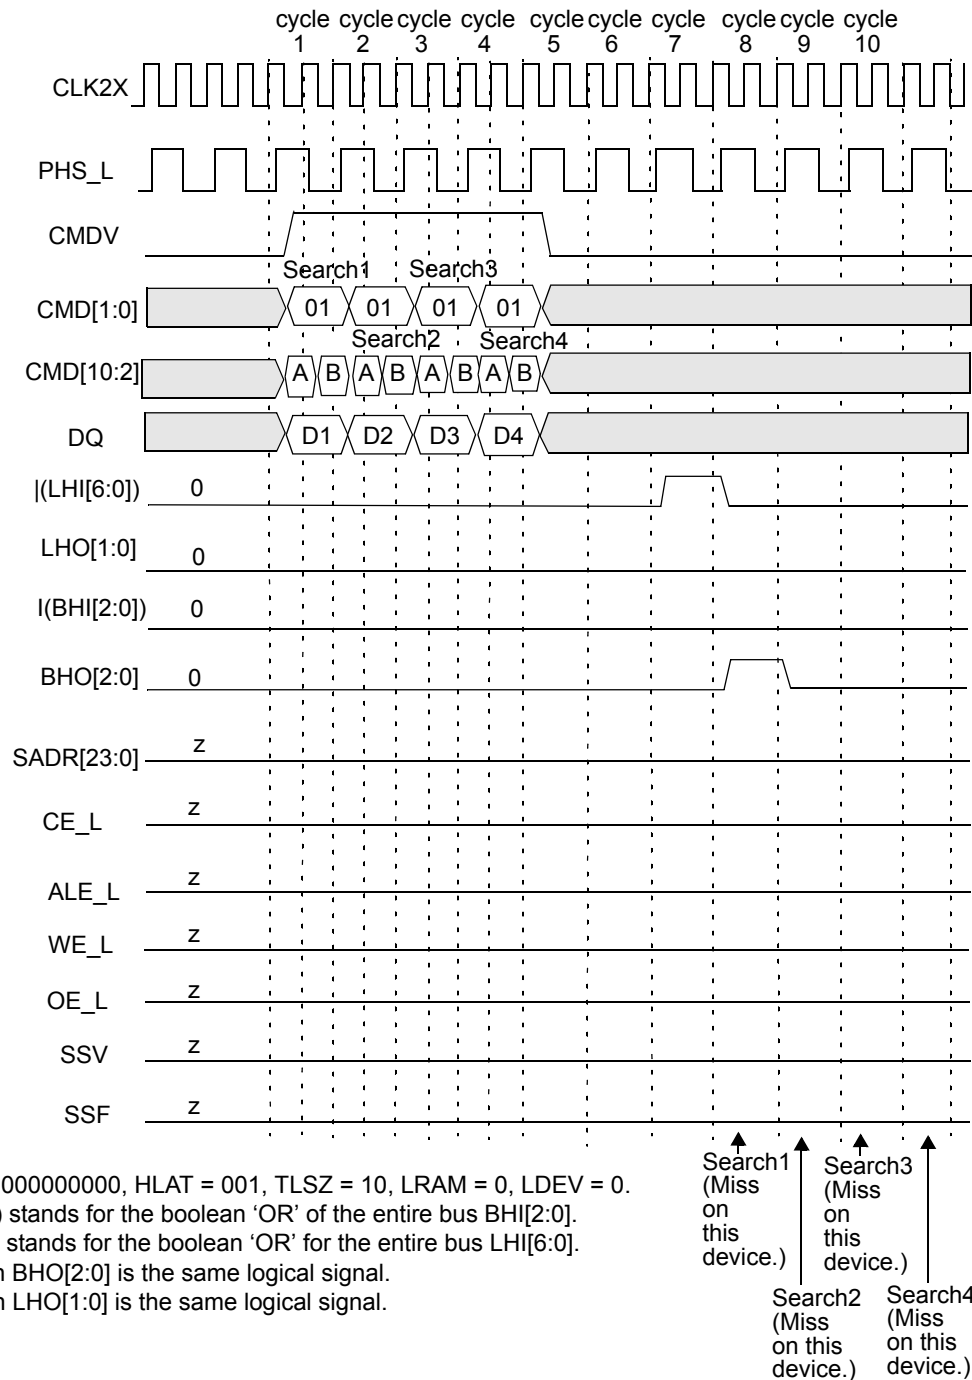 cycle cycle cycle cycle cycle cycle cycle cycle cycle cycle
1 2 3 4 5 6 7 8 9 10
CLK2X
PHS_L
CMDV
Search1 Search3
CMD[1:0] 01 01 01 01
Search2 Search4
CMD[10:2] A B A B A B A B
DQ D1 D2 D3 D4
|(LHI[6:0]) 0
LHO[1:0] 0
I(BHI[2:0]) 0
BHO[2:0] 0
SADR[23:0] z
CE_L z
ALE_L z
WE_L z
OE_L z
SSV z
SSF z
000000000, HLAT = 001, TLSZ = 10, LRAM = 0, LDEV = 0.
) stands for the boolean ‘OR’ of the entire bus BHI[2:0].
stands for the boolean ‘OR’ for the entire bus LHI[6:0].
BHO[2:0] is the same logical signal.
LHO[1:0] is the same logical signal.
Search1
(Miss
on
this
device.)
Search3
(Miss
on
this
device.)
Search2
(Miss
on this
device.)
Search4
(Miss
on this
device.)